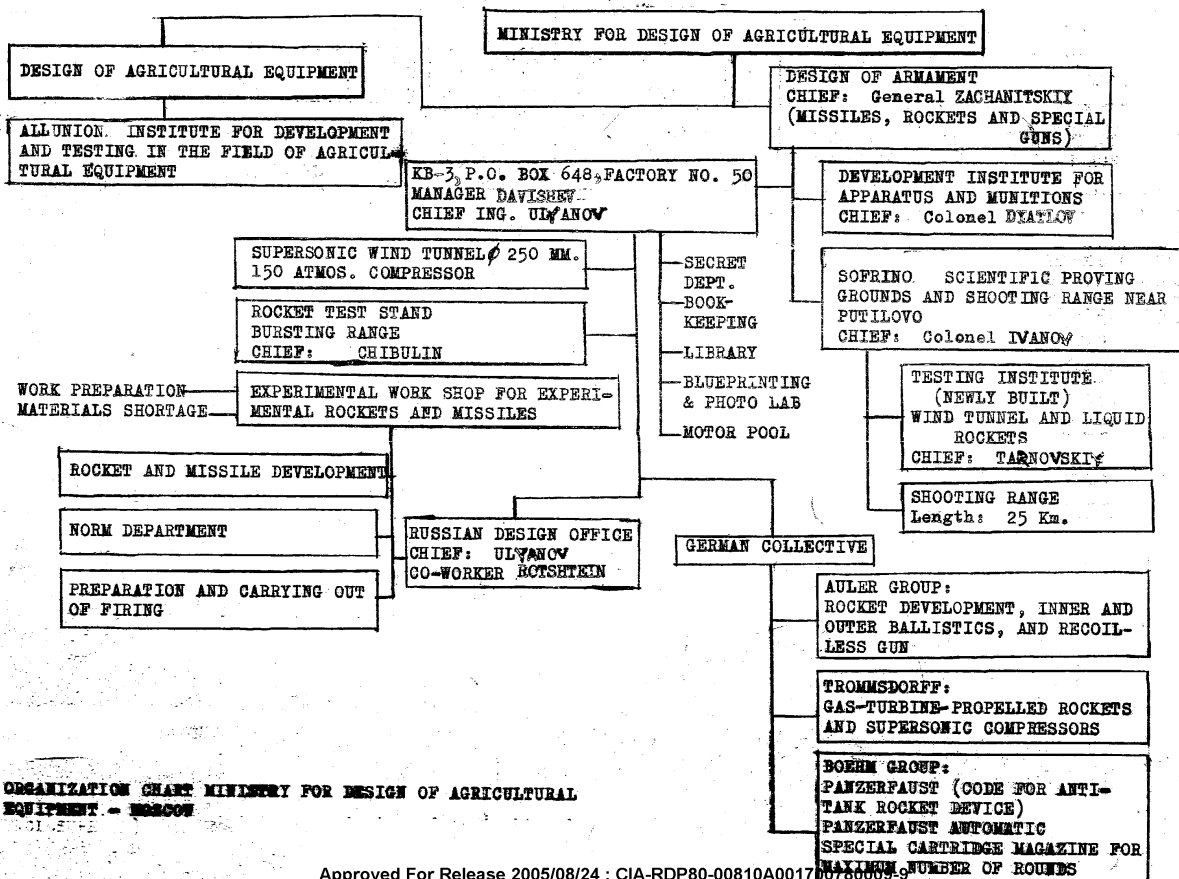 MINISTRY FOR DESIGN OF AGRICULTURAL EQUIPMENT
DESIGN OF AGRICULTURAL EQUIPMENT
ALLUNION. INSTITUTE FOR DEVELOPMENT
AND TESTING IN THE FIELD OF AGRICUL-
TURAL EQUIPMENT
DESIGN OF ARMAMENT
CHIEF: General ZACHANITSKIY
(MISSILES, ROCKETS AND SPECIAL
GUNS)
KB-3, P.O. BOX 648, FACTORY NO. 50
MANAGER DAVISHEV
CHIEF ING. ULYANOV
DEVELOPMENT INSTITUTE FOR
APPARATUS AND MUNITIONS
CHIEF: Colonel DYATLOV
SUPERSONIC WIND TUNNEL ø 250 MM.
150 ATMOS. COMPRESSOR
ROCKET TEST STAND
BURSTING RANGE
CHIEF: CHIBULIN
WORK PREPARATION
MATERIALS SHORTAGE
EXPERIMENTAL WORK SHOP FOR EXPERI-
MENTAL ROCKETS AND MISSILES
SECRET
DEPT.
BOOK-
KEEPING
LIBRARY
BLUEPRINTING
& PHOTO LAB
MOTOR POOL
SOFRINO SCIENTIFIC PROVING
GROUNDS AND SHOOTING RANGE NEAR
PUTILOVO
CHIEF: Colonel IVANOV
TESTING INSTITUTE
(NEWLY BUILT)
WIND TUNNEL AND LIQUID
ROCKETS
CHIEF: TARNOVSKIY
SHOOTING RANGE
Length: 25 Km.
ROCKET AND MISSILE DEVELOPMENT
NORM DEPARTMENT
PREPARATION AND CARRYING OUT
OF FIRING
RUSSIAN DESIGN OFFICE
CHIEF: ULYANOV
CO-WORKER ROTSHTEIN
GERMAN COLLECTIVE
AULER GROUP:
ROCKET DEVELOPMENT, INNER AND
OUTER BALLISTICS, AND RECOIL-
LESS GUN
TROMMSDORFF:
GAS-TURBINE-PROPELLED ROCKETS
AND SUPERSONIC COMPRESSORS
BOEHM GROUP:
PANZERFAUST (CODE FOR ANTI-
TANK ROCKET DEVICE)
PANZERFAUST AUTOMATIC
SPECIAL CARTRIDGE MAGAZINE FOR
MAXIMUM NUMBER OF ROUNDS
ORGANIZATION CHART MINISTRY FOR DESIGN OF AGRICULTURAL
EQUIPMENT - MOSCOW
Approved For Release 2005/08/24 : CIA-RDP80-00810A001700780009-9